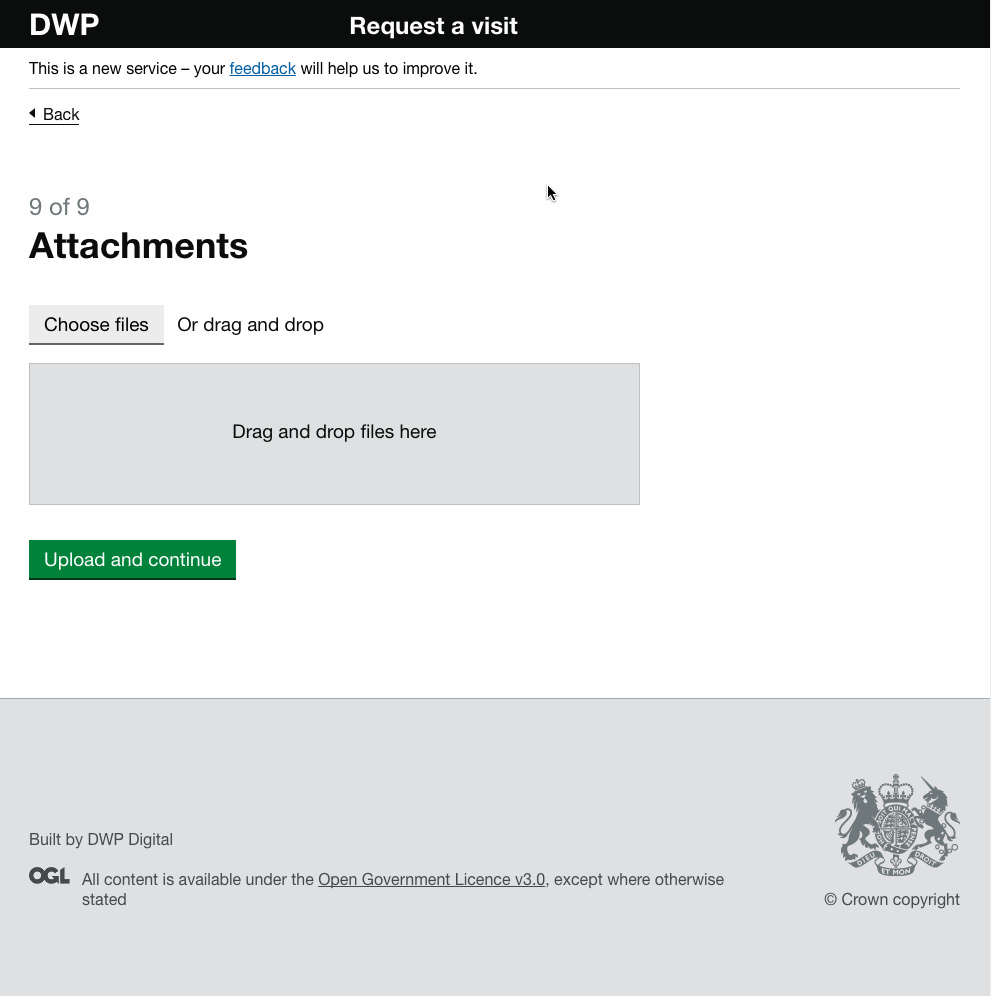 DWP
Request a visit
This is a new service – your feedback will help us to improve it.
Back
9 of 9
Attachments
Choose files
Or drag and drop
Drag and drop files here
Upload and continue
Built by DWP Digital
OGL
All content is available under the Open Government Licence v3.0, except where otherwise
stated
DIEU
ET MON
DROIT
© Crown copyright